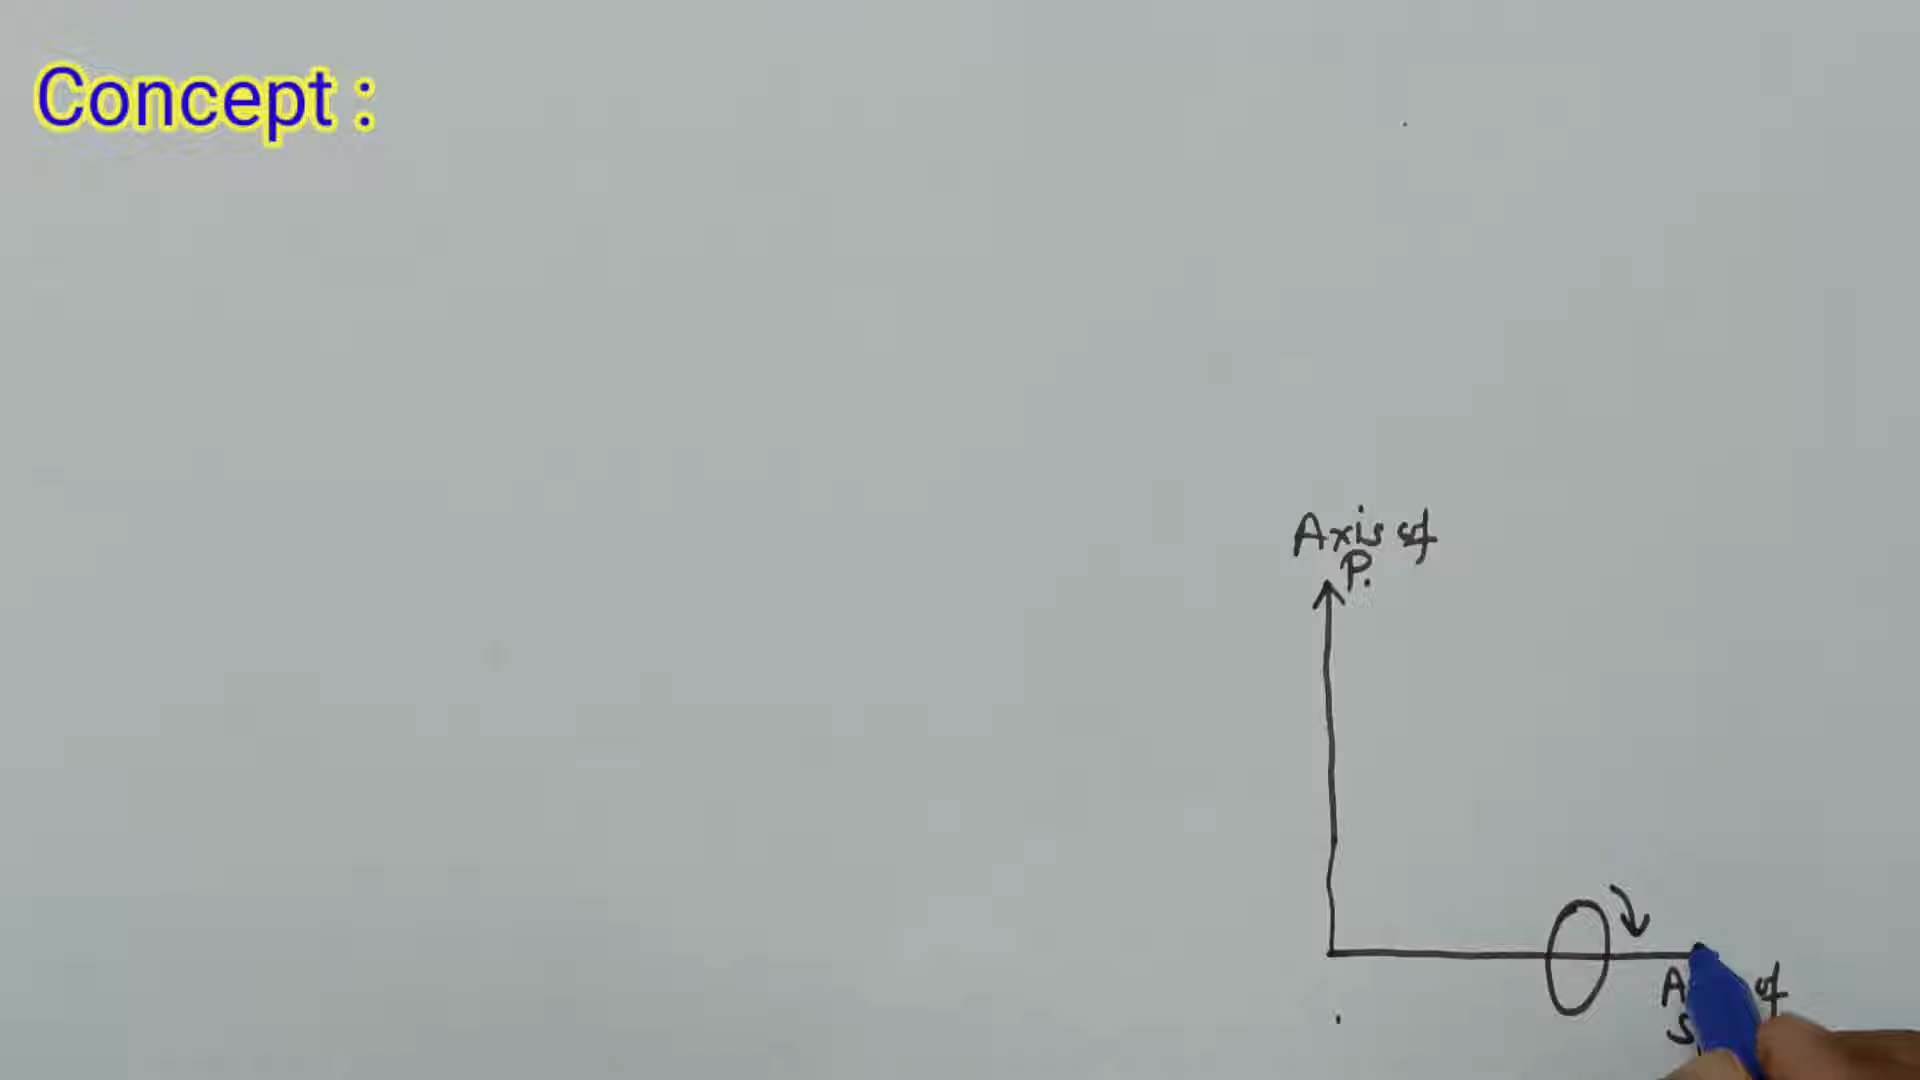 Concept :
Axis of
P.
of